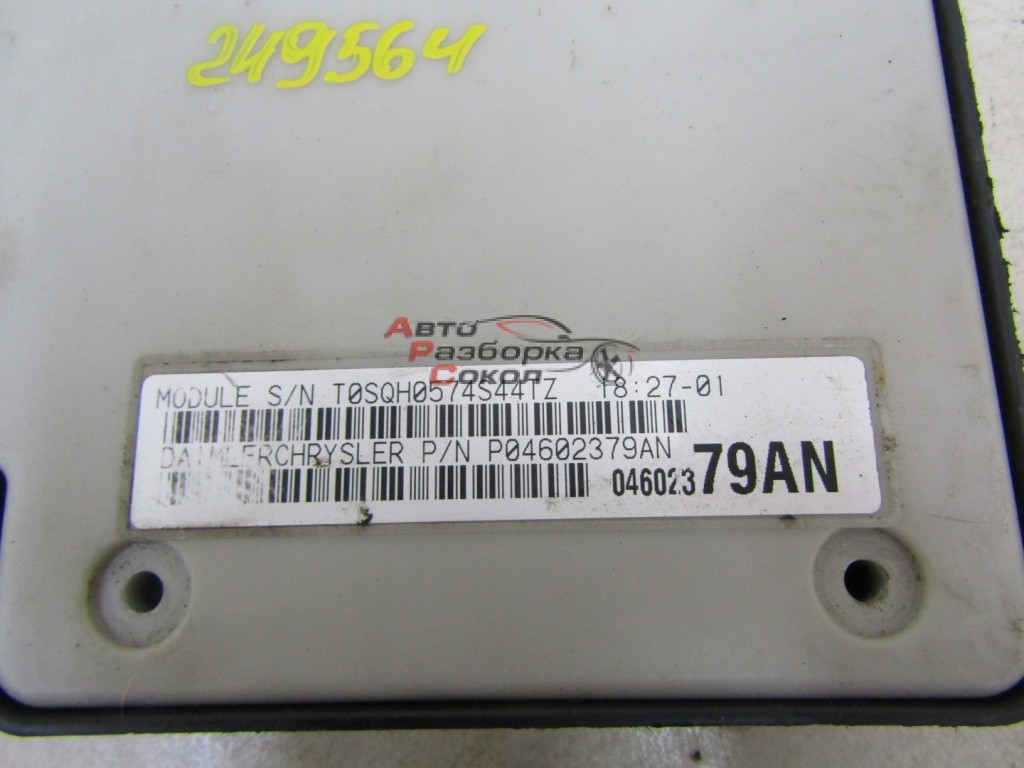 249564
Авто
Разборка
Сокол
MODULE S/N T0SQH0574S44TZ 18:27-01
DAIMLERCHRYSLER P/N P04602379AN
04602379AN